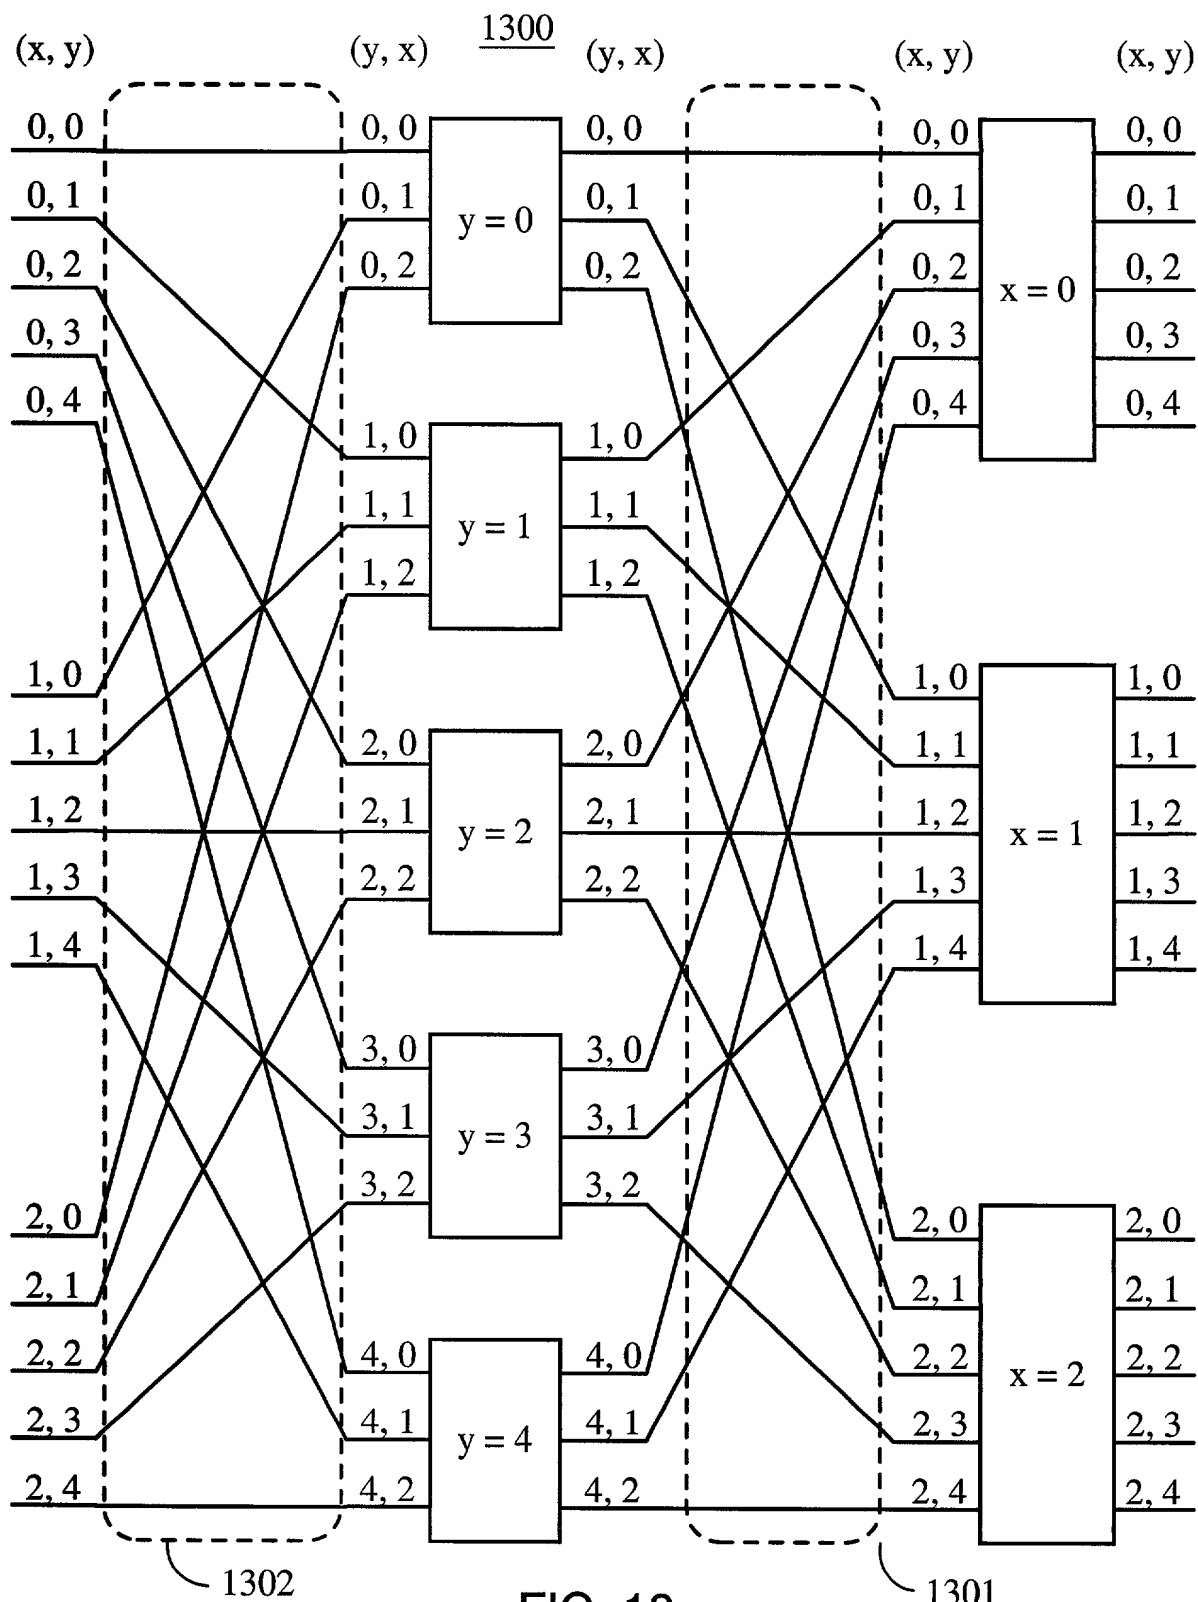 1300
(x, y) (y, x) (y, x) (x, y) (x, y)
0, 0 0, 0 0, 0 0, 0 0, 0
0, 1 0, 1 y = 0 0, 1 0, 1 0, 1
0, 2 0, 2 0, 2 0, 2 x = 0 0, 2
0, 3 0, 3 0, 3
0, 4 0, 4 0, 4
1, 0 1, 0
1, 1 y = 1 1, 1
1, 2 1, 2
1, 0 1, 0 1, 0
1, 1 2, 0 2, 0 1, 1 1, 1
1, 2 2, 1 y = 2 2, 1 1, 2 x = 1 1, 2
1, 3 2, 2 2, 2 1, 3 1, 3
1, 4 1, 4 1, 4
3, 0 3, 0
3, 1 y = 3 3, 1
3, 2 3, 2
2, 0 2, 0 2, 0
2, 1 2, 1 2, 1
2, 2 4, 0 4, 0 2, 2 x = 2 2, 2
2, 3 4, 1 y = 4 4, 1 2, 3 2, 3
2, 4 4, 2 4, 2 2, 4 2, 4
1302 1301
FIG.